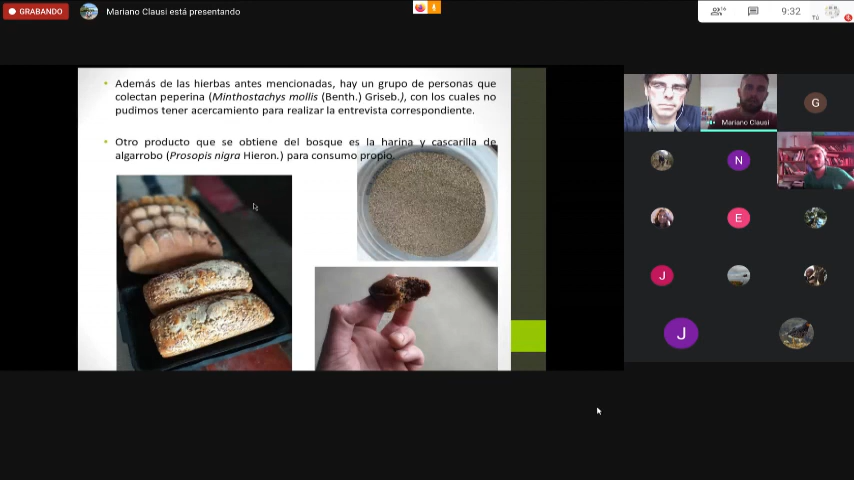 GRABANDO
Mariano Clausi está presentando
16
9:32
Tú
• Además de las hierbas antes mencionadas, hay un grupo de personas que
colectan peperina (Minthostachys mollis (Benth.) Griseb.), con los cuales no
pudimos tener acercamiento para realizar la entrevista correspondiente.
• Otro producto que se obtiene del bosque es la harina y cascarilla de
algarrobo (Prosopis nigra Hieron.) para consumo propio.
Mariano Clausi
G
N
E
J
J